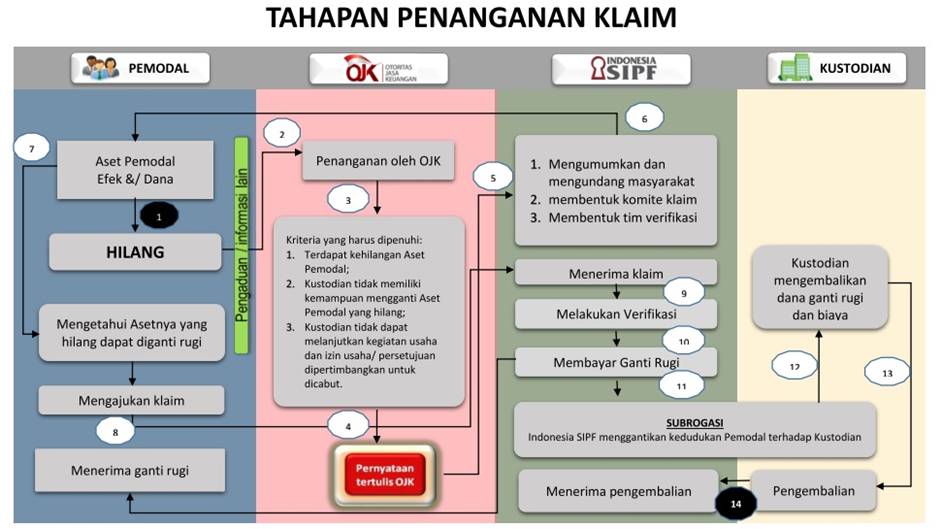 TAHAPAN PENANGANAN KLAIM
PEMODAL
OJK
OTORITAS
JASA
KEUANGAN
INDONESIA
SIPF
KUSTODIAN
7
Aset Pemodal
Efek &/ Dana
1
HILANG
Pengaduan / informasi lain
Mengetahui Asetnya yang
hilang dapat diganti rugi
Mengajukan klaim
8
Menerima ganti rugi
2
Penanganan oleh OJK
3
Kriteria yang harus dipenuhi:
1. Terdapat kehilangan Aset
Pemodal;
2. Kustodian tidak memiliki
kemampuan mengganti Aset
Pemodal yang hilang;
3. Kustodian tidak dapat
melanjutkan kegiatan usaha
dan izin usaha/ persetujuan
dipertimbangkan untuk
dicabut.
4
Pernyataan
tertulis OJK
5
6
1. Mengumumkan dan
mengundang masyarakat
2. membentuk komite klaim
3. Membentuk tim verifikasi
Menerima klaim
9
Melakukan Verifikasi
10
Membayar Ganti Rugi
11
SUBROGASI
Indonesia SIPF menggantikan kedudukan Pemodal terhadap Kustodian
12
Kustodian
mengembalikan
dana ganti rugi
dan biaya
13
Pengembalian
14
Menerima pengembalian